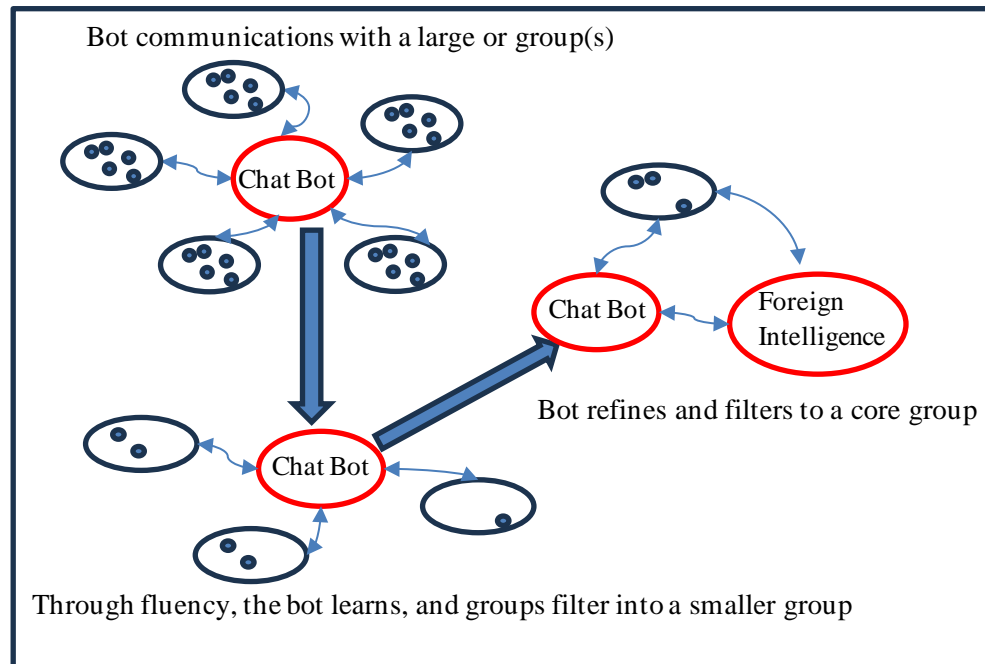 Bot communications with a large or group(s)
Chat Bot
Chat Bot
Foreign
Intelligence
Bot refines and filters to a core group
Chat Bot
Through fluency, the bot learns, and groups filter into a smaller group